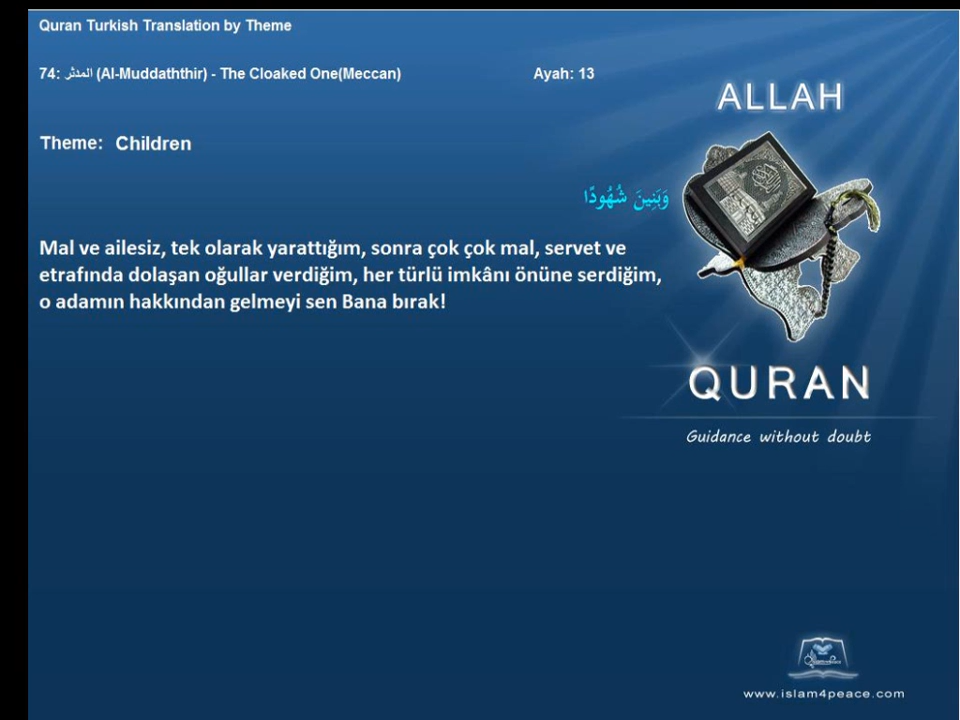 Quran Turkish Translation by Theme
74: المدثر (Al-Muddaththir) - The Cloaked One(Meccan) Ayah: 13
ALLAH
Theme: Children
وَبَنِينَ شُهُودًا
Mal ve ailesiz, tek olarak yarattığım, sonra çok çok mal, servet ve
etrafında dolaşan oğullar verdiğim, her türlü imkânı önüne serdiğim,
o adamın hakkından gelmeyi sen Bana bırak!
QURAN
Guidance without doubt
www.islam4peace.com